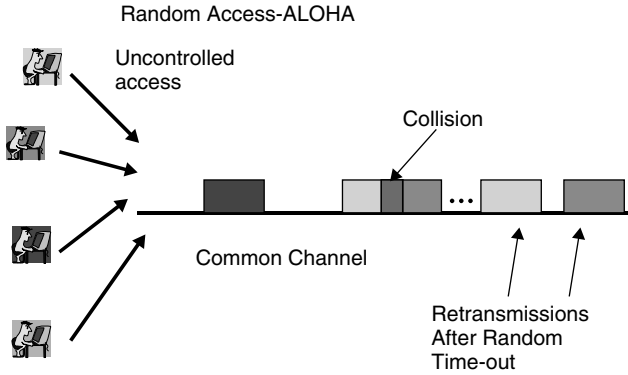 Random Access-ALOHA
Uncontrolled
access
Collision
...
Common Channel
Retransmissions
After Random
Time-out